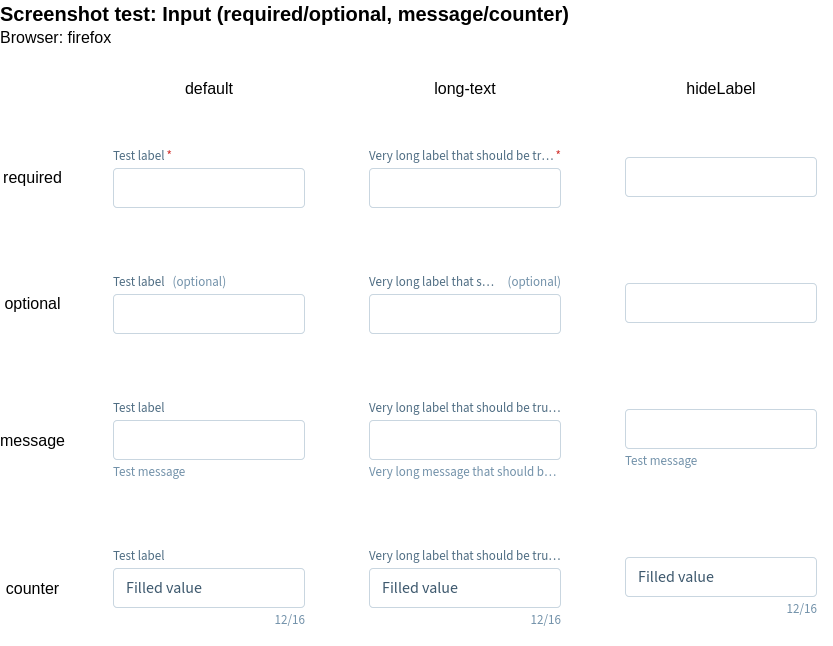 Screenshot test: Input (required/optional, message/counter)
Browser: firefox
default long-text hideLabel
Test label * Very long label that should be tr… *
required
Test label (optional) Very long label that s… (optional)
optional
Test label Very long label that should be tru…
message
Test message Very long message that should b… Test message
Test label Very long label that should be tru…
counter Filled value Filled value Filled value
12/16 12/16 12/16